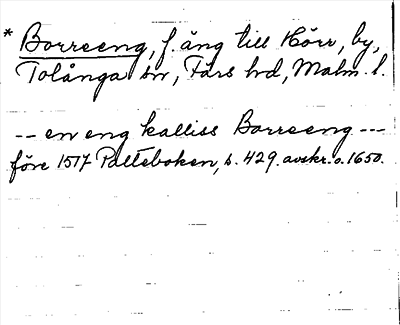 * Borreeng, f. äng till Hörr, by,
Tolånga sn, Färs hd, Malm. l.
-- en eng kalliss Borreeng ---
före 1517 Palteboken, s. 429. avskr. o. 1650.